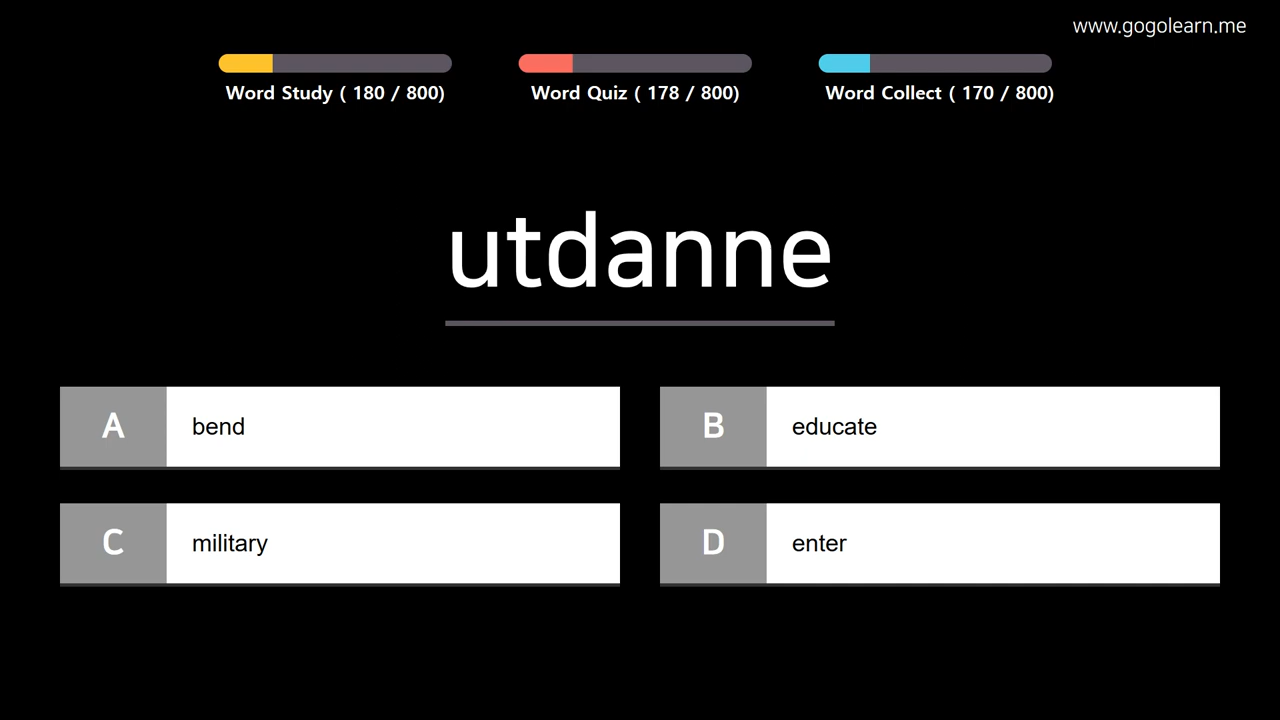 www.gogolearn.me
Word Study ( 180 / 800)
Word Quiz ( 178 / 800)
Word Collect ( 170 / 800)
utdanne
A bend
B educate
C military
D enter